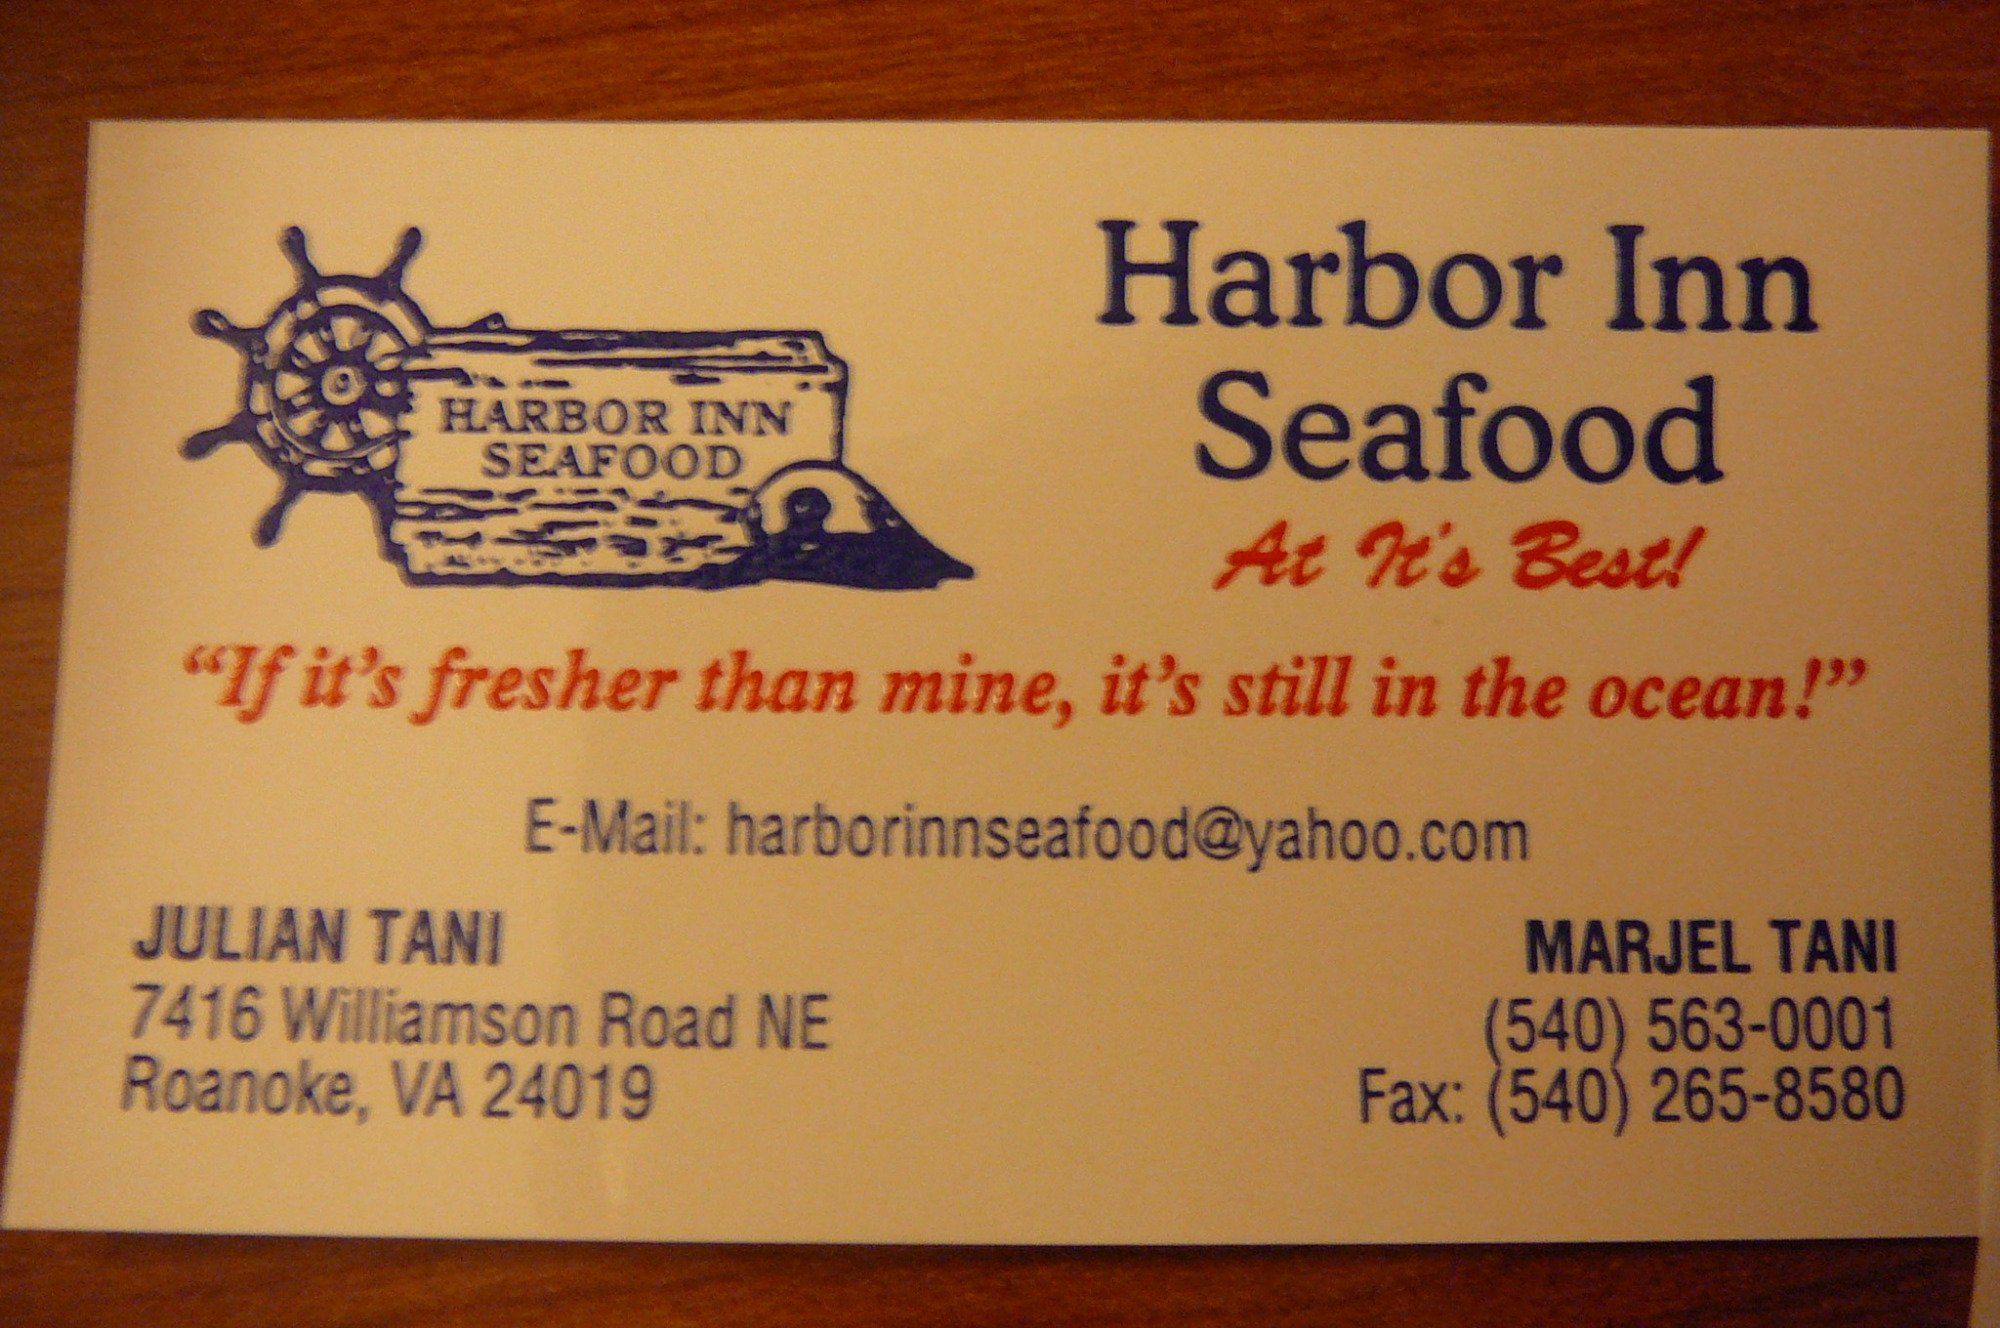 HARBOR INN
SEAFOOD
Harbor Inn
Seafood
At It's Best!
“If it’s fresher than mine, it’s still in the ocean!”
E-Mail: harborinnseafood@yahoo.com
JULIAN TANI
7416 Williamson Road NE
Roanoke, VA 24019
MARJEL TANI
(540) 563-0001
Fax: (540) 265-8580